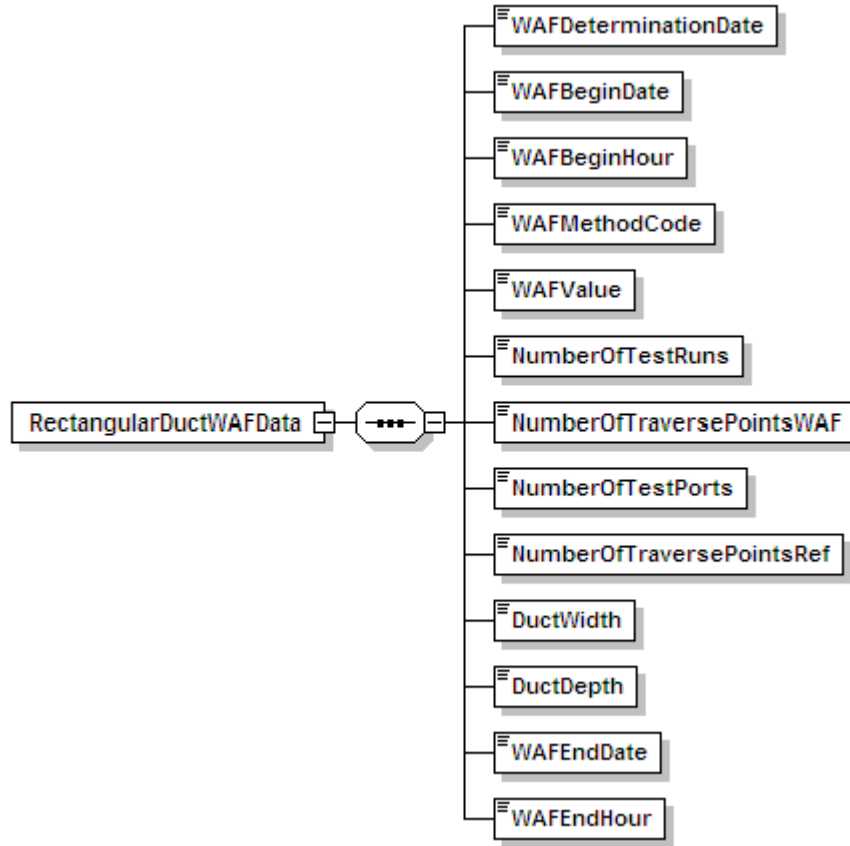 WAFDeterminationDate
WAFBeginDate
WAFBeginHour
WAFMethodCode
WAFValue
NumberOfTestRuns
RectangularDuctWAFData
NumberOfTraversePointsWAF
NumberOfTestPorts
NumberOfTraversePointsRef
DuctWidth
DuctDepth
WAFEndDate
WAFEndHour